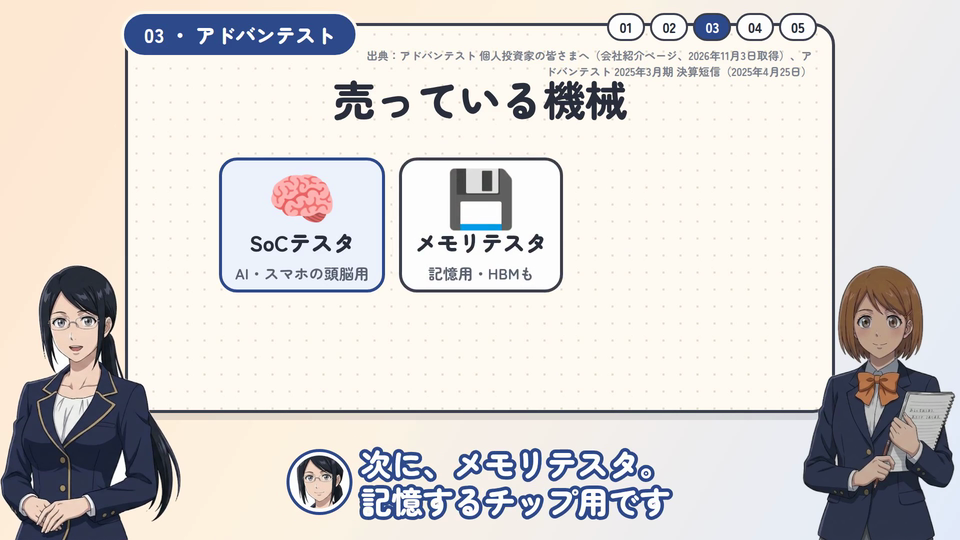 03 ・ アドバンテスト
01 02 03 04 05
出典：アドバンテスト 個人投資家の皆さまへ（会社紹介ページ、2026年11月3日取得）、ア
ドバンテスト 2025年3月期 決算短信（2025年4月25日）
売っている機械
SoCテスタ
AI・スマホの頭脳用
メモリテスタ
記憶用・HBMも
次に、メモリテスタ。
記憶するチップ用です